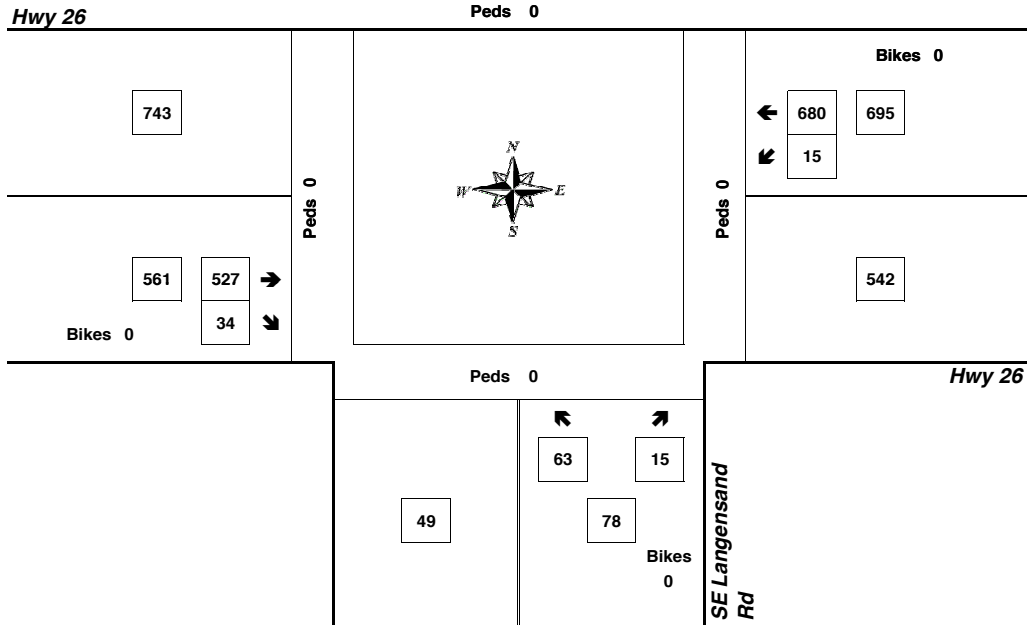 Hwy 26
Peds 0
Bikes 0
743
680
695
15
N
W
E
S
Peds 0
Peds 0
561
527
34
Bikes 0
542
Peds 0
Hwy 26
63
15
49
78
Bikes
0
SE Langensand
Rd